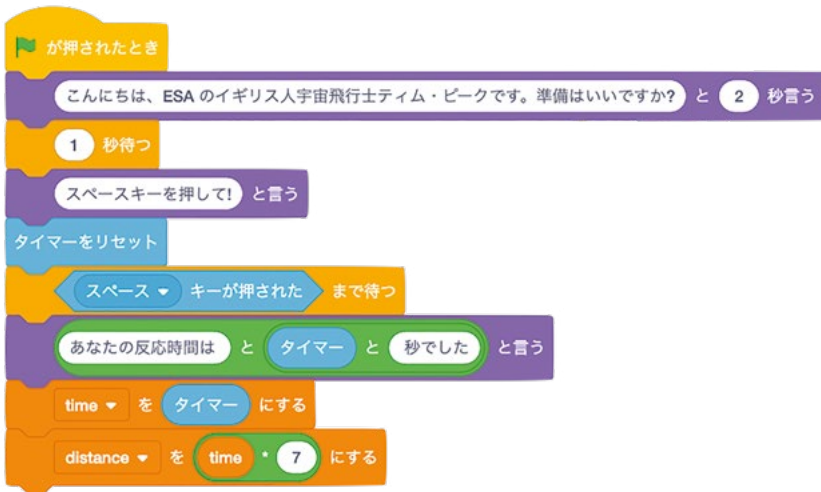 が押されたとき
こんにちは、ESA のイギリス人宇宙飛行士ティム・ピークです。準備はいいですか? と 2 秒言う
1 秒待つ
スペースキーを押して! と言う
タイマーをリセット
スペース キーが押された まで待つ
あなたの反応時間は と タイマー と 秒でした と言う
time を タイマー にする
distance を time * 7 にする